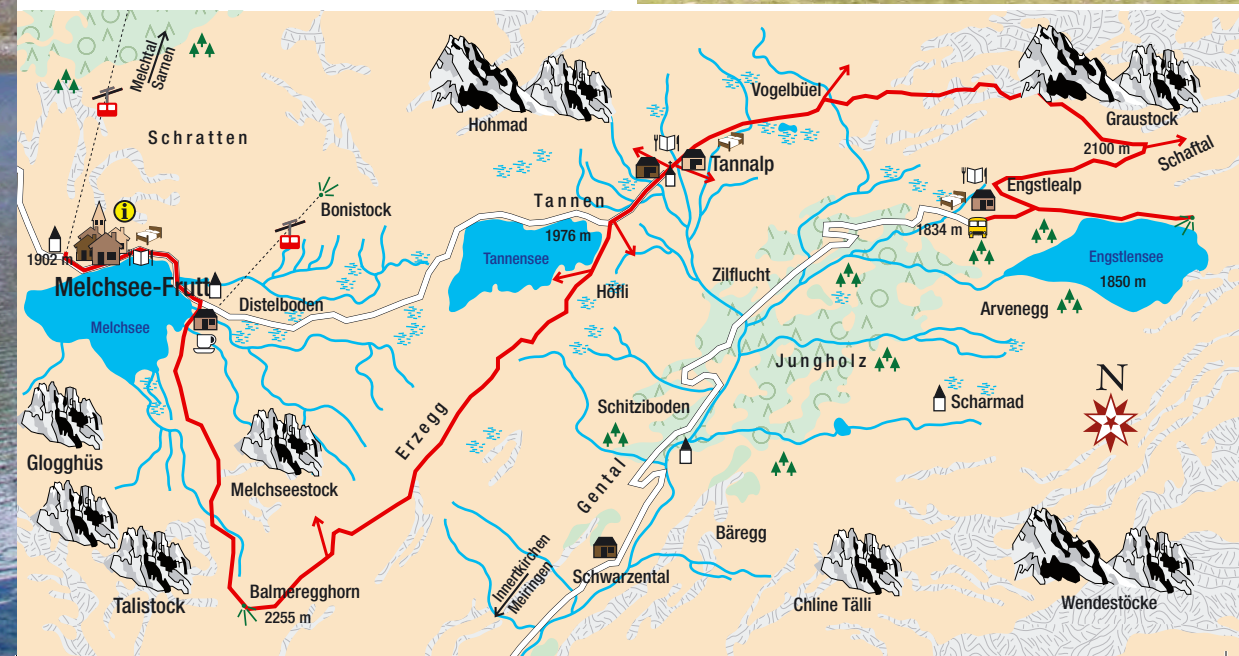 Melchtal
Sarnen
Schratten
Hohmad
Vogelbüel
Graustock
2100 m
Schaftal
Tannalp
Engstlealp
i
Bonistock
Tannen
1976 m
1834 m
1902 m
Melchsee-Frutt
Tannensee
Engstlensee
1850 m
Zilflucht
Höfli
Distelboden
Melchsee
Arvenegg
Jungholz
N
Scharmad
Schitziboden
Erzegg
Glogghüs
Melchseestock
Gental
Bäregg
Innertkirchen
Meiringen
Schwarzental
Balmeregghorn
2255 m
Talistock
Chline Tälli
Wendestöcke